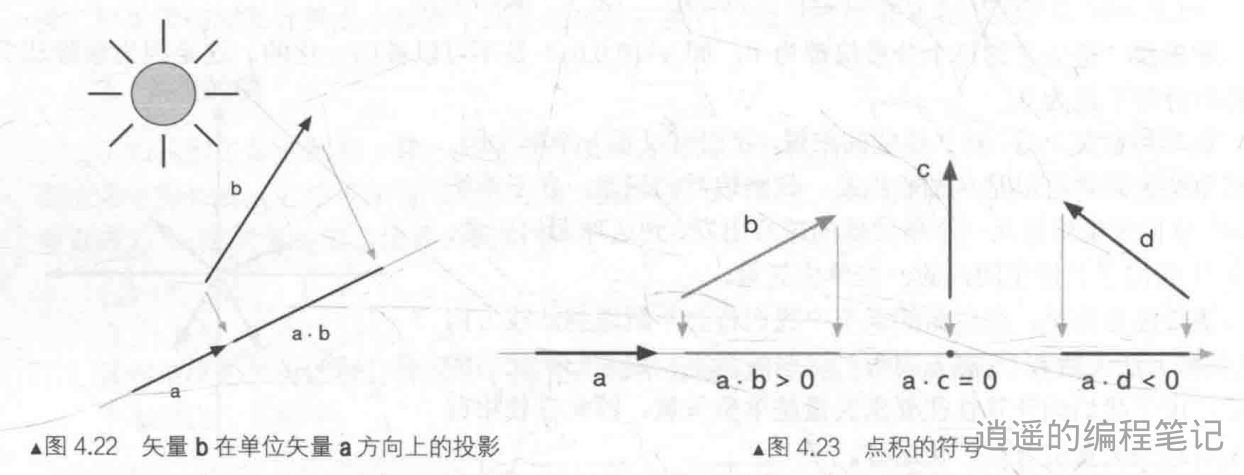 b
a · b
a
c
b
d
a
a · b > 0
a · c = 0
a · d < 0
▲图 4.22 矢量 b 在单位矢量 a 方向上的投影
▲图 4.23 点积的符号
逍遥的编程笔记